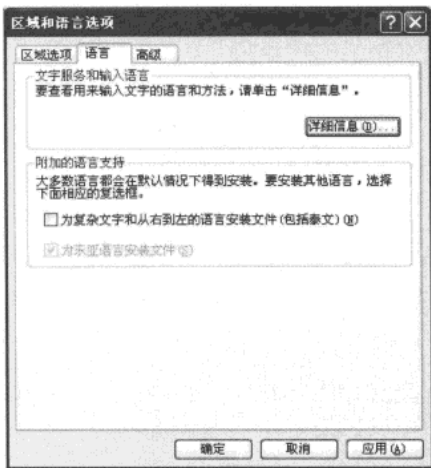 区域和语言选项
区域选项 语言 高级
文字服务和输入语言
要查看用来输入文字的语言和方法，请单击“详细信息”。
详细信息(D)...
附加的语言支持
大多数语言都会在默认情况下得到安装。要安装其他语言，选择
下面相应的复选框。
为复杂文字和从右到左的语言安装文件(包括泰文)
为东亚语言安装文件(S)
确定 取消 应用(A)